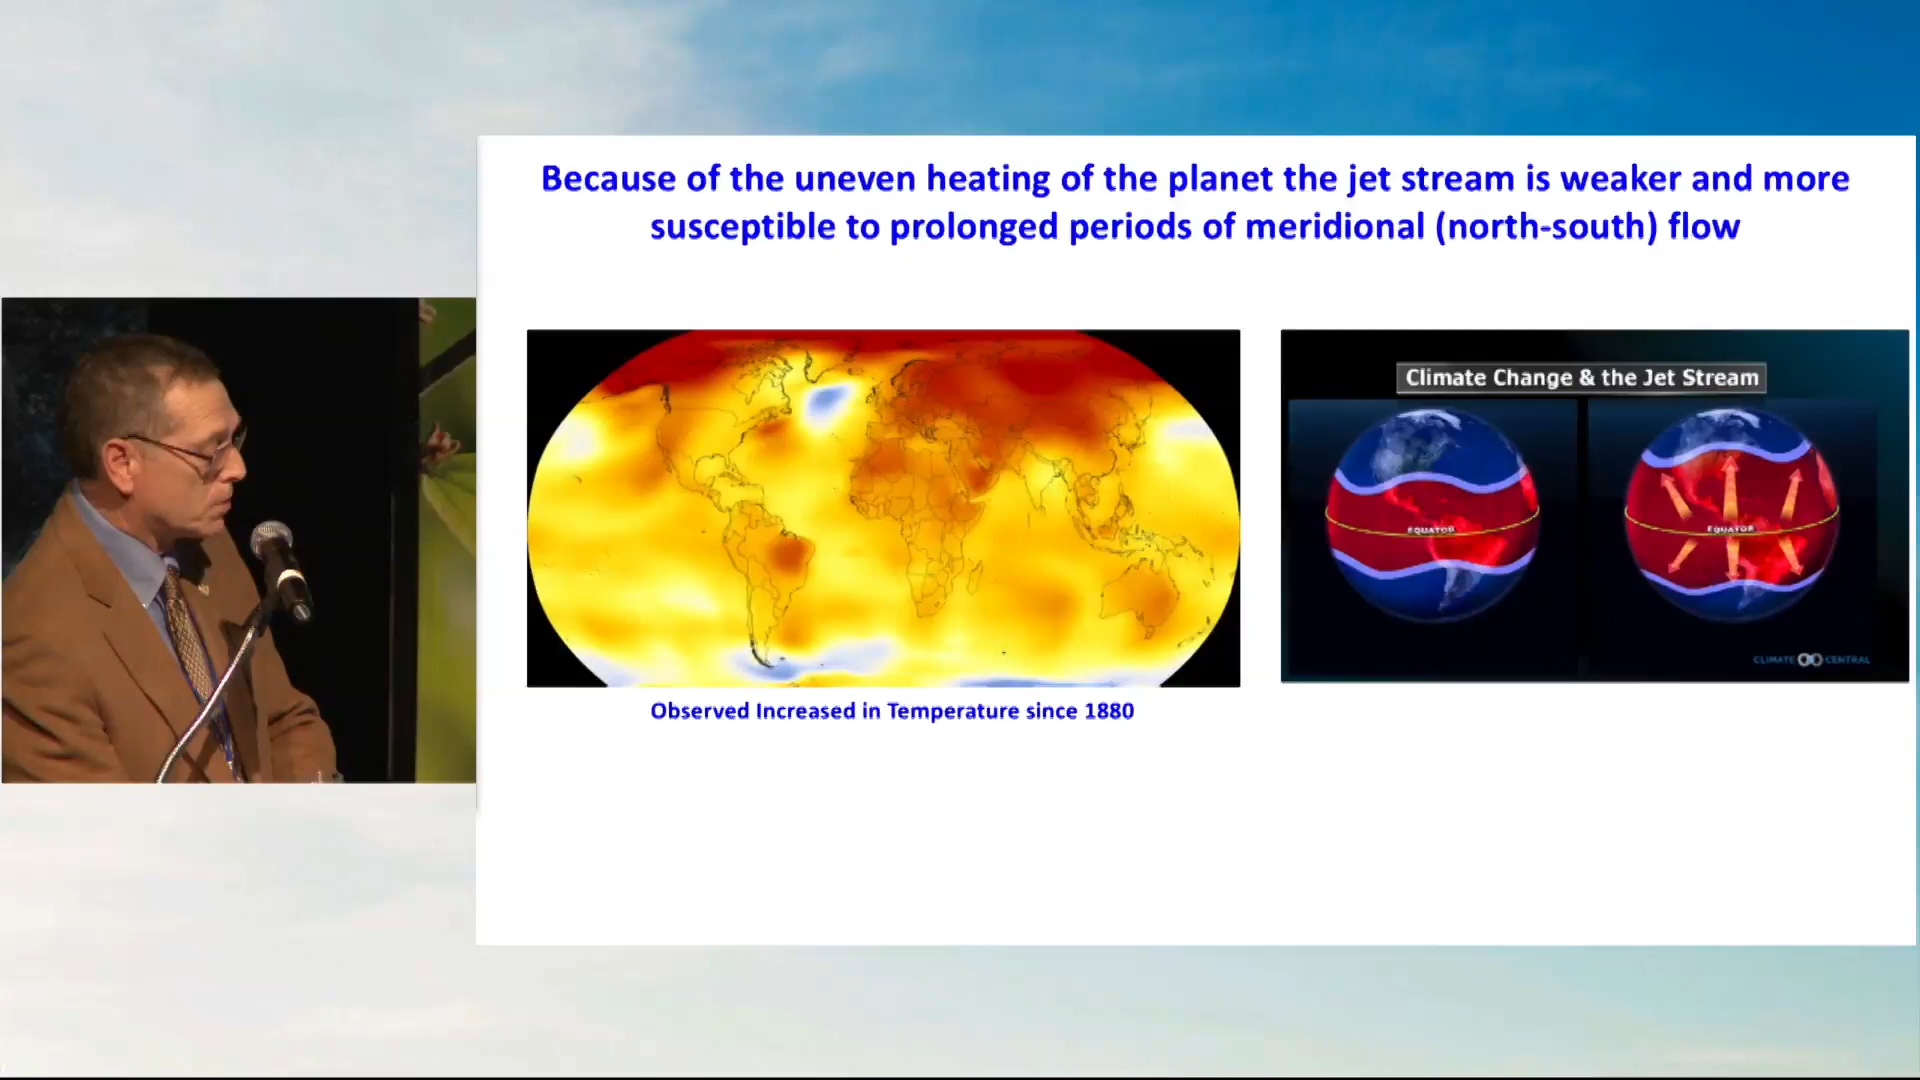 Because of the uneven heating of the planet the jet stream is weaker and more
susceptible to prolonged periods of meridional (north-south) flow
Climate Change & the Jet Stream
EQUATOR
EQUATOR
CLIMATE CENTRAL
Observed Increased in Temperature since 1880